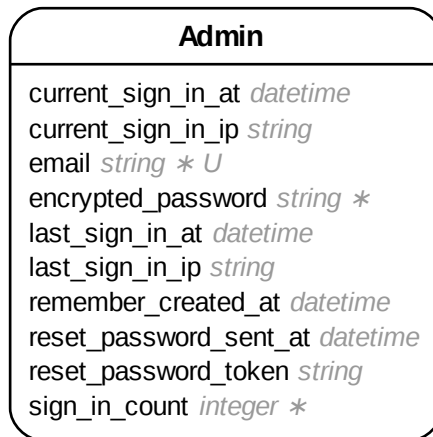 Admin
current_sign_in_at datetime
current_sign_in_ip string
email string ∗ U
encrypted_password string ∗
last_sign_in_at datetime
last_sign_in_ip string
remember_created_at datetime
reset_password_sent_at datetime
reset_password_token string
sign_in_count integer ∗